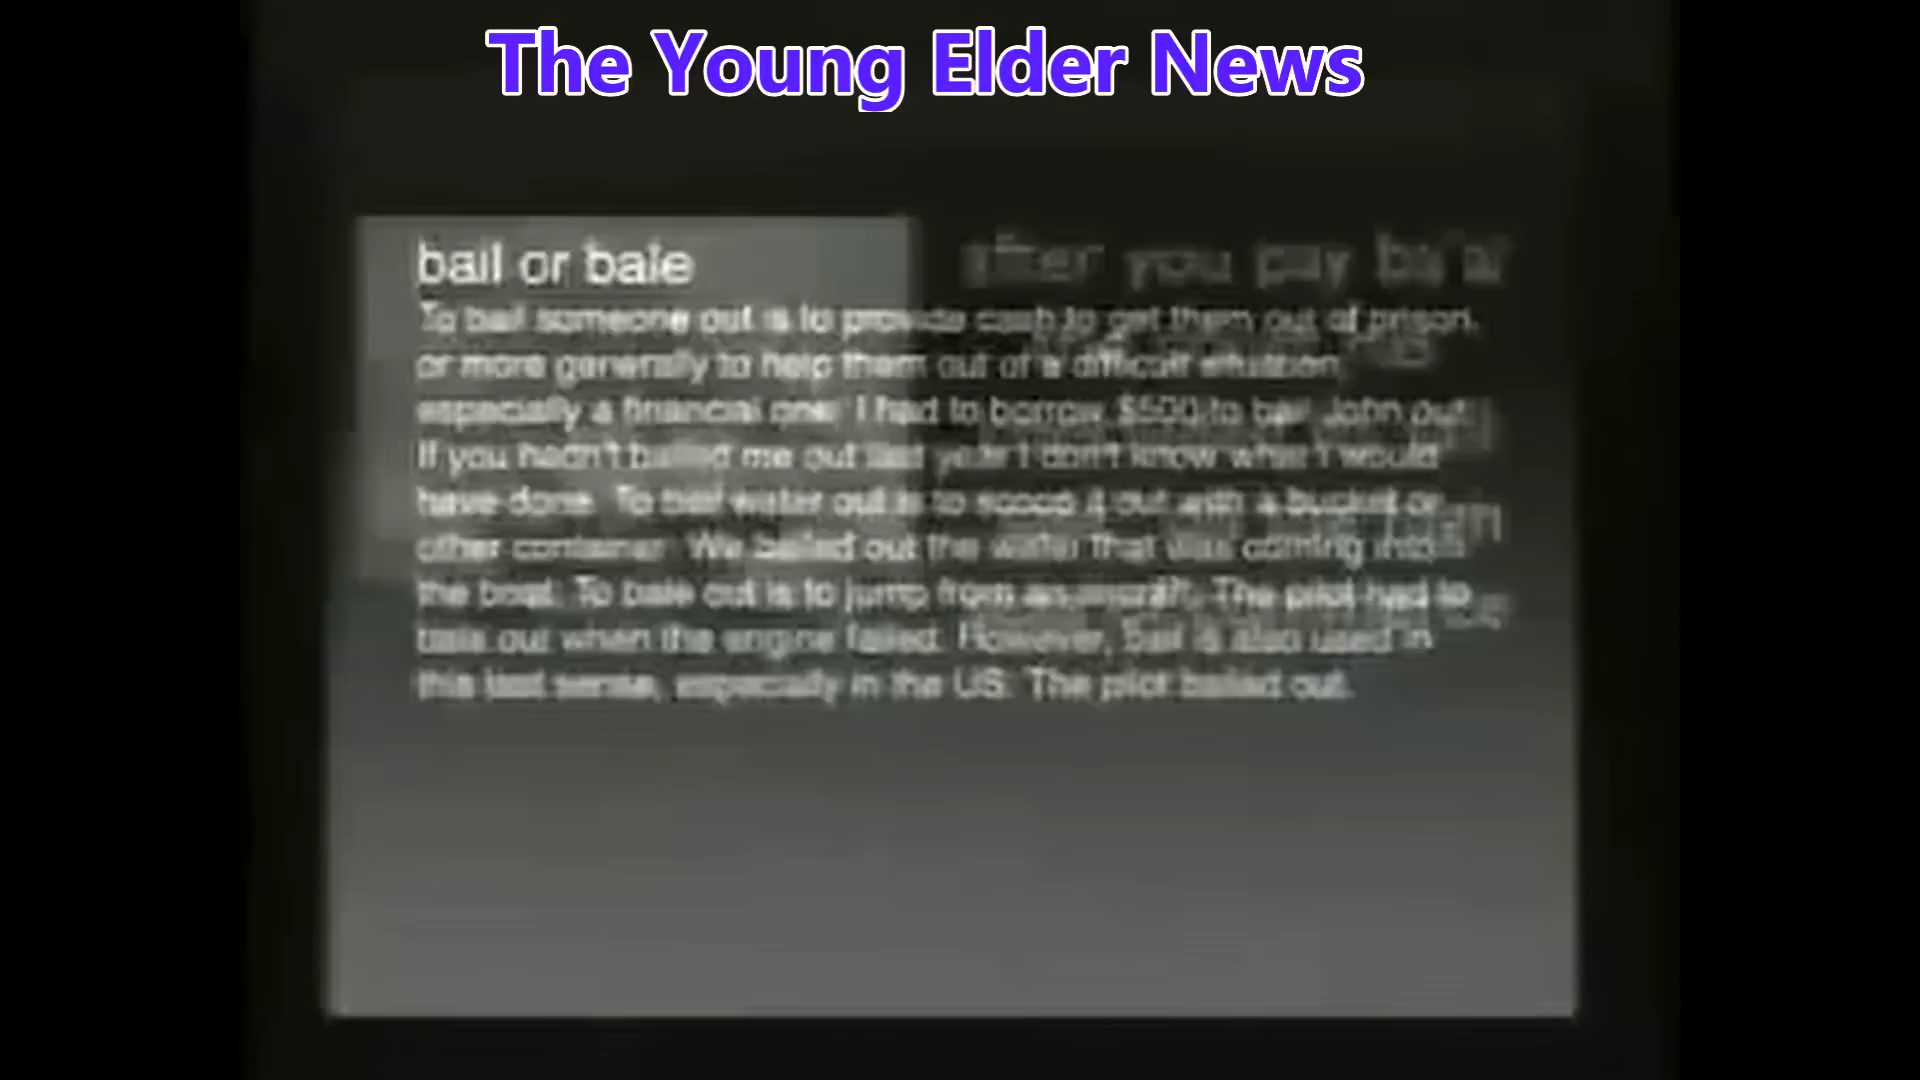 The Young Elder News
bail or bale
after you pay bail
To bail someone out is to provide cash to get them out of prison,
or more generally to help them out of a difficult situation,
especially a financial one: I had to borrow $500 to bail John out.
If you hadn't bailed me out last year I don't know what I would
have done. To bail water out is to scoop it out with a bucket or
other container: We bailed out the water that was coming into
the boat. To bale out is to jump from an aircraft: The pilot had to
bale out when the engine failed. However, bail is also used in
this last sense, especially in the US: The pilot bailed out.